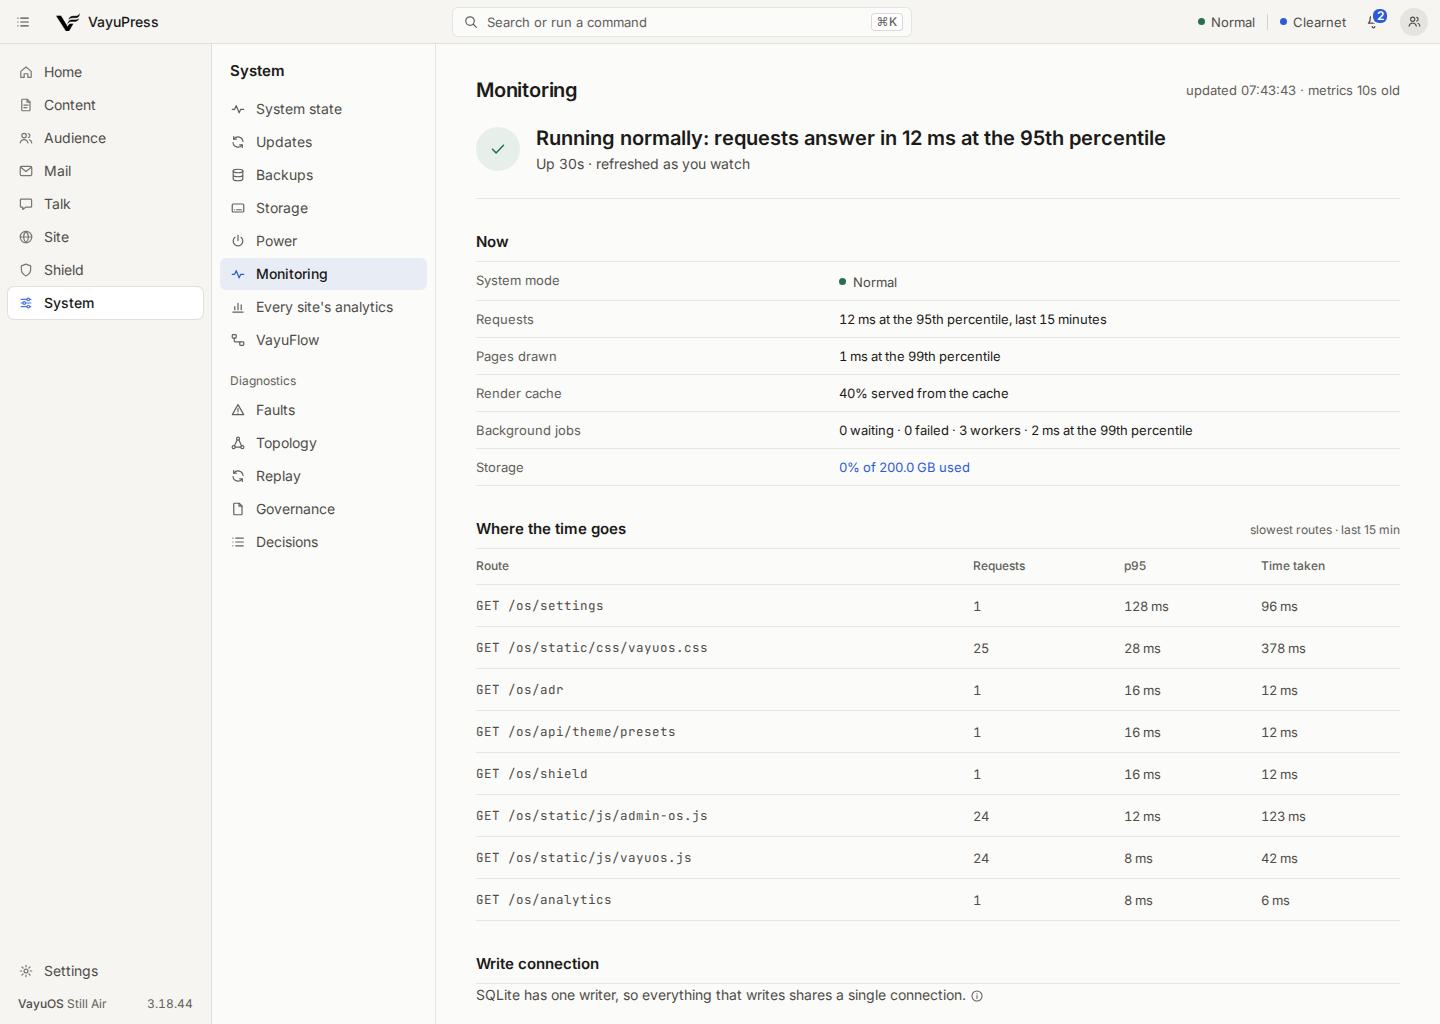 VayuPress
Search or run a command
⌘K
Normal
Clearnet
2
Home
Content
Audience
Mail
Talk
Site
Shield
System
Settings
VayuOS Still Air
3.18.44
System
System state
Updates
Backups
Storage
Power
Monitoring
Every site's analytics
VayuFlow
Diagnostics
Faults
Topology
Replay
Governance
Decisions
Monitoring
updated 07:43:43 · metrics 10s old
Running normally: requests answer in 12 ms at the 95th percentile
Up 30s · refreshed as you watch
Now
System mode Normal
Requests 12 ms at the 95th percentile, last 15 minutes
Pages drawn 1 ms at the 99th percentile
Render cache 40% served from the cache
Background jobs 0 waiting · 0 failed · 3 workers · 2 ms at the 99th percentile
Storage 0% of 200.0 GB used
Where the time goes slowest routes · last 15 min
Route Requests p95 Time taken
GET /os/settings 1 128 ms 96 ms
GET /os/static/css/vayuos.css 25 28 ms 378 ms
GET /os/adr 1 16 ms 12 ms
GET /os/api/theme/presets 1 16 ms 12 ms
GET /os/shield 1 16 ms 12 ms
GET /os/static/js/admin-os.js 24 12 ms 123 ms
GET /os/static/js/vayuos.js 24 8 ms 42 ms
GET /os/analytics 1 8 ms 6 ms
Write connection
SQLite has one writer, so everything that writes shares a single connection.